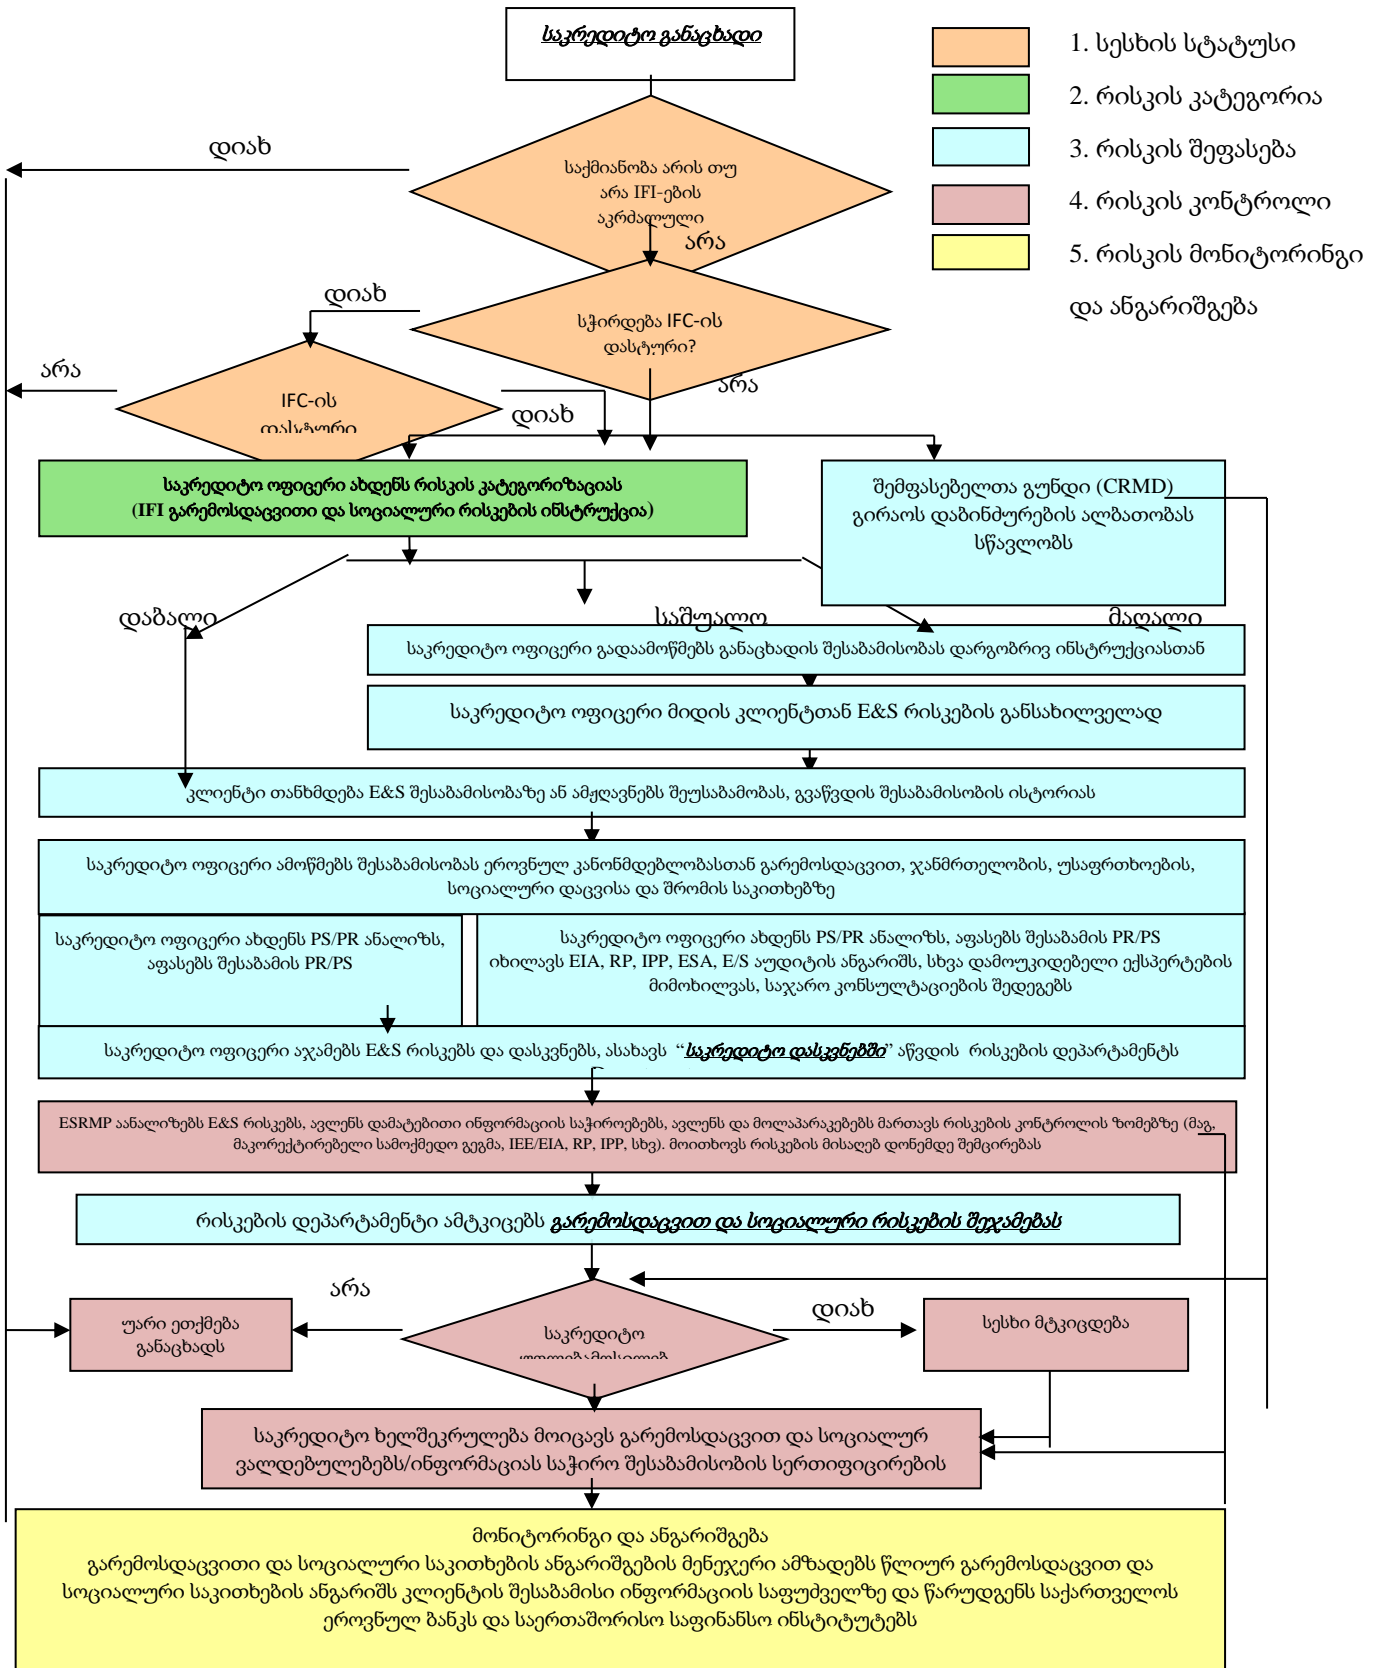 საკრედიტო განაცხადი
1. სესხის სტატუსი
2. რისკის კატეგორია
3. რისკის შეფასება
4. რისკის კონტროლი
5. რისკის მონიტორინგი
და ანგარიშგება
დიახ
საქმიანობა არის თუ
არა IFI-ების
აკრძალული
არა
დიახ
სჭირდება IFC-ის
დასტური?
არა
არა
IFC-ის
დასტური
დიახ
საკრედიტო ოფიცერი ახდენს რისკის კატეგორიზაციას
(IFI გარემოსდაცვითი და სოციალური რისკების ინსტრუქცია)
შემფასებელთა გუნდი (CRMD)
გირაოს დაბინძურების ალბათობას
სწავლობს
დაბალი
საშუალო
მაღალი
საკრედიტო ოფიცერი გადაამოწმებს განაცხადის შესაბამისობას დარგობრივ ინსტრუქციასთან
საკრედიტო ოფიცერი მიდის კლიენტთან E&S რისკების განსახილველად
კლიენტი თანხმდება E&S შესაბამისობაზე ან ამჟღავნებს შეუსაბამობას, გვაწვდის შესაბამისობის ისტორიას
საკრედიტო ოფიცერი ამოწმებს შესაბამისობას ეროვნულ კანონმდებლობასთან გარემოსდაცვით, ჯანმრთელობის, უსაფრთხოების,
სოციალური დაცვისა და შრომის საკითხებზე
საკრედიტო ოფიცერი ახდენს PS/PR ანალიზს,
აფასებს შესაბამის PR/PS
საკრედიტო ოფიცერი ახდენს PS/PR ანალიზს, აფასებს შესაბამის PR/PS
იხილავს EIA, RP, IPP, ESA, E/S აუდიტის ანგარიშს, სხვა დამოუკიდებელი ექსპერტების
მიმოხილვას, საჯარო კონსულტაციების შედეგებს
საკრედიტო ოფიცერი აჯამებს E&S რისკებს და დასკვნებს, ასახავს “საკრედიტო დასკვნებში” აწვდის რისკების დეპარტამენტს
ESRMP აანალიზებს E&S რისკებს, ავლენს დამატებითი ინფორმაციის საჭიროებებს, ავლენს და მოლაპარაკებებს მართავს რისკების კონტროლის ზომებზე (მაგ,
მაკორექტირებელი სამოქმედო გეგმა, IEE/EIA, RP, IPP, სხვ). მოითხოვს რისკების მისაღებ დონემდე შემცირებას
რისკების დეპარტამენტი ამტკიცებს გარემოსდაცვით და სოციალური რისკების შეჯამებას
არა
უარი ეთქმება
განაცხადს
საკრედიტო
დიახ
სესხი მტკიცდება
საკრედიტო ხელშეკრულება მოიცავს გარემოსდაცვით და სოციალურ
ვალდებულებებს/ინფორმაციას საჭირო შესაბამისობის სერთიფიცირების
მონიტორინგი და ანგარიშგება
გარემოსდაცვითი და სოციალური საკითხების ანგარიშგების მენეჯერი ამზადებს წლიურ გარემოსდაცვით და
სოციალური საკითხების ანგარიშს კლიენტის შესაბამისი ინფორმაციის საფუძველზე და წარუდგენს საქართველოს
ეროვნულ ბანკს და საერთაშორისო საფინანსო ინსტიტუტებს